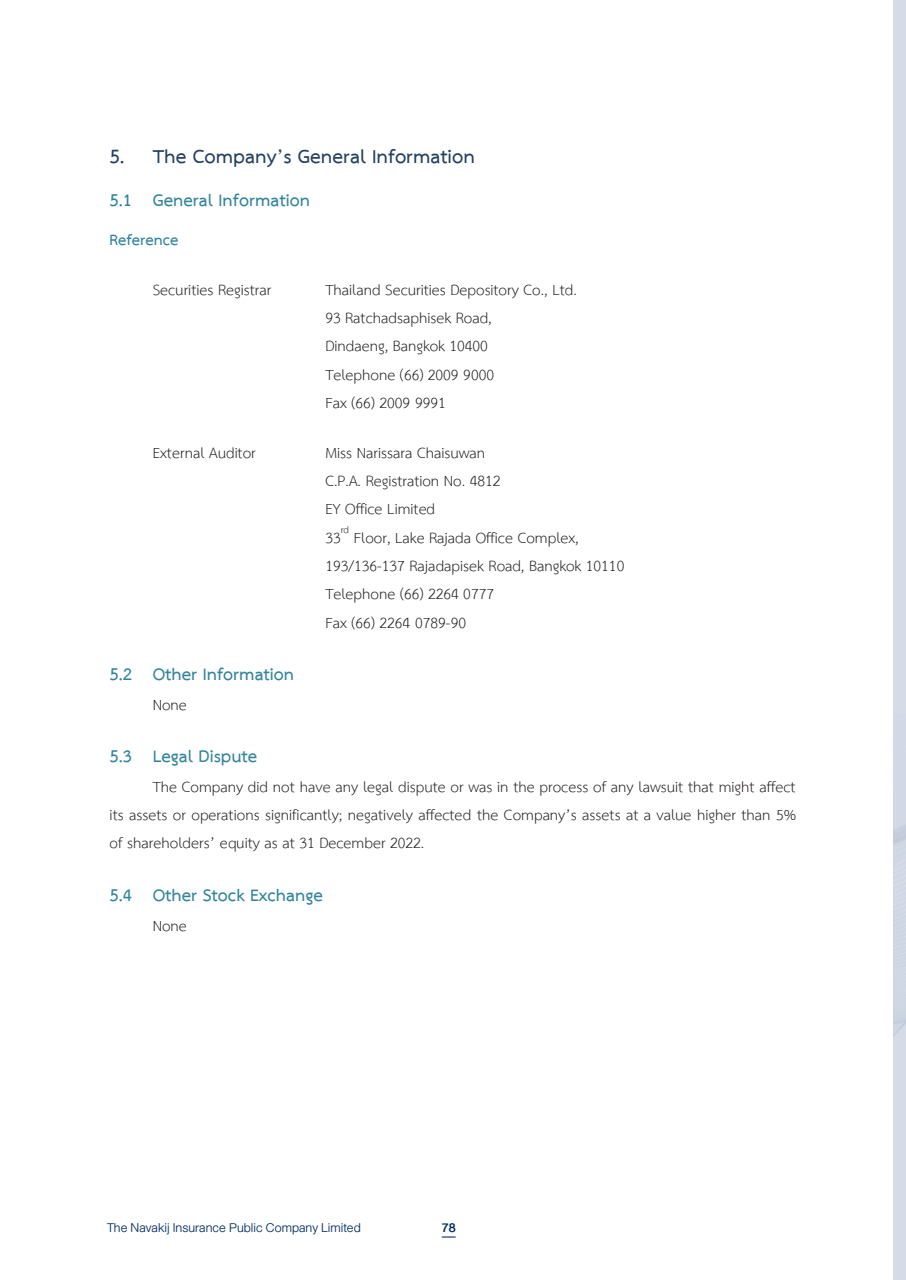 5. The Company's General Information
5.1 General Information
Reference
Securities Registrar Thailand Securities Depository Co., Ltd.
93 Ratchadsaphisek Road,
Dindaeng, Bangkok 10400
Telephone (66) 2009 9000
Fax (66) 2009 9991
External Auditor Miss Narissara Chaisuwan
C.P.A. Registration No. 4812
EY Office Limited
33rd Floor, Lake Rajada Office Complex,
193/136-137 Rajadapisek Road, Bangkok 10110
Telephone (66) 2264 0777
Fax (66) 2264 0789-90
5.2 Other Information
None
5.3 Legal Dispute
The Company did not have any legal dispute or was in the process of any lawsuit that might affect
its assets or operations significantly; negatively affected the Company's assets at a value higher than 5%
of shareholders' equity as at 31 December 2022.
5.4 Other Stock Exchange
None
The Navakij Insurance Public Company Limited 78